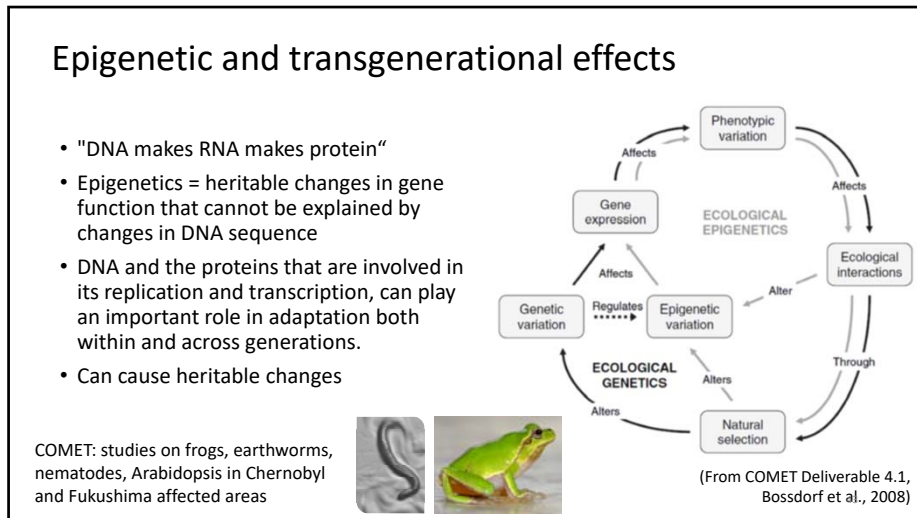 Epigenetic and transgenerational effects
• "DNA makes RNA makes protein“
• Epigenetics = heritable changes in gene
function that cannot be explained by
changes in DNA sequence
• DNA and the proteins that are involved in
its replication and transcription, can play
an important role in adaptation both
within and across generations.
• Can cause heritable changes
COMET: studies on frogs, earthworms,
nematodes, Arabidopsis in Chernobyl
and Fukushima affected areas
Phenotypic
variation
Affects
Affects
Gene
expression
ECOLOGICAL
EPIGENETICS
Ecological
interactions
Affects
Alter
Genetic
variation
Regulates
Epigenetic
variation
Through
ECOLOGICAL
GENETICS
Alters
Alters
Natural
selection
(From COMET Deliverable 4.1,
Bossdorf et al., 2008)